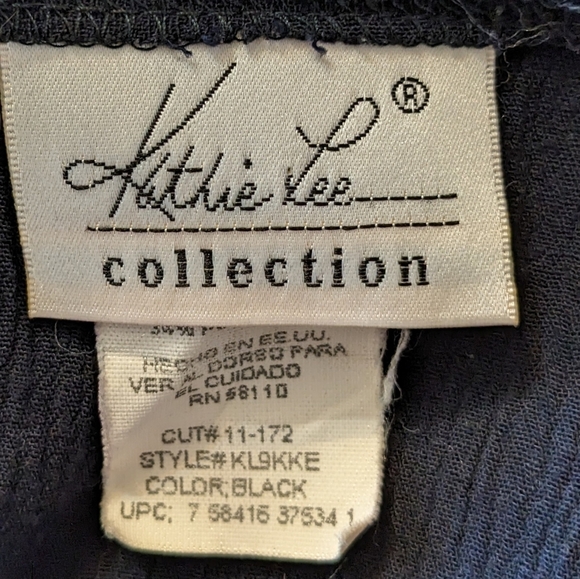 Kathie Lee ®
collection
HECHO EN EE.UU.
AL DORSO PARA
VER EL CUIDADO
RN 68110
CUT# 11-172
STYLE# KL9KKE
COLOR; BLACK
UPC; 7 58416 37534 1